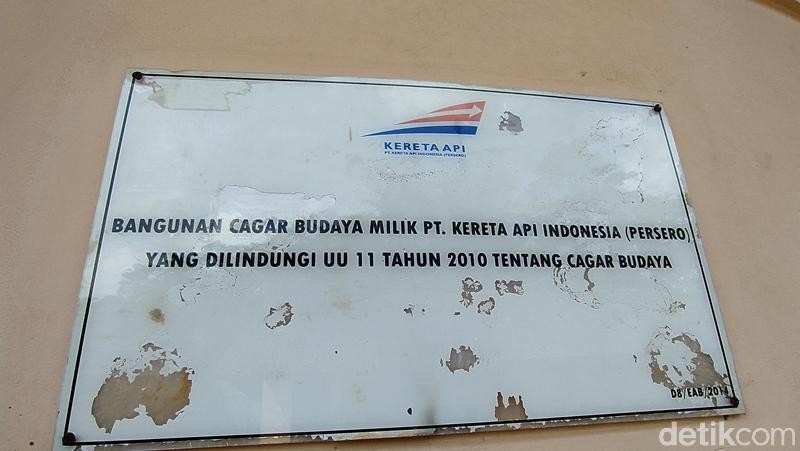 KERETA API
PT. KERETA API INDONESIA (PERSERO)
BANGUNAN CAGAR BUDAYA MILIK PT. KERETA API INDONESIA (PERSERO)
YANG DILINDUNGI UU 11 TAHUN 2010 TENTANG CAGAR BUDAYA
D8/EAB/2014
detikcom